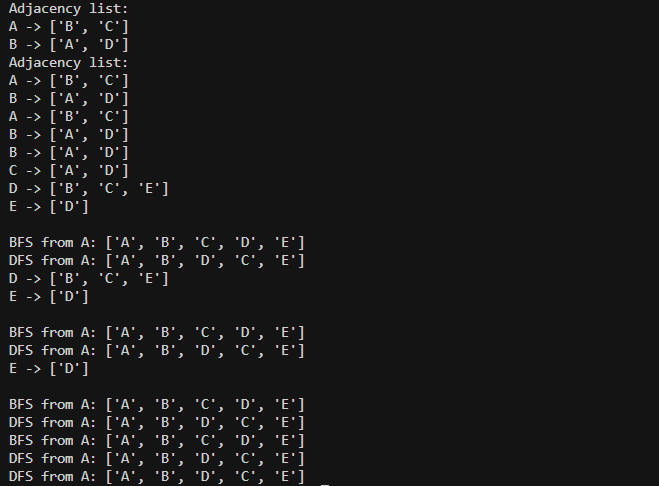 Adjacency list:
A -> ['B', 'C']
B -> ['A', 'D']
Adjacency list:
A -> ['B', 'C']
B -> ['A', 'D']
A -> ['B', 'C']
B -> ['A', 'D']
B -> ['A', 'D']
C -> ['A', 'D']
D -> ['B', 'C', 'E']
E -> ['D']

BFS from A: ['A', 'B', 'C', 'D', 'E']
DFS from A: ['A', 'B', 'D', 'C', 'E']
D -> ['B', 'C', 'E']
E -> ['D']

BFS from A: ['A', 'B', 'C', 'D', 'E']
DFS from A: ['A', 'B', 'D', 'C', 'E']
E -> ['D']

BFS from A: ['A', 'B', 'C', 'D', 'E']
DFS from A: ['A', 'B', 'D', 'C', 'E']
BFS from A: ['A', 'B', 'C', 'D', 'E']
DFS from A: ['A', 'B', 'D', 'C', 'E']
DFS from A: ['A', 'B', 'D', 'C', 'E']